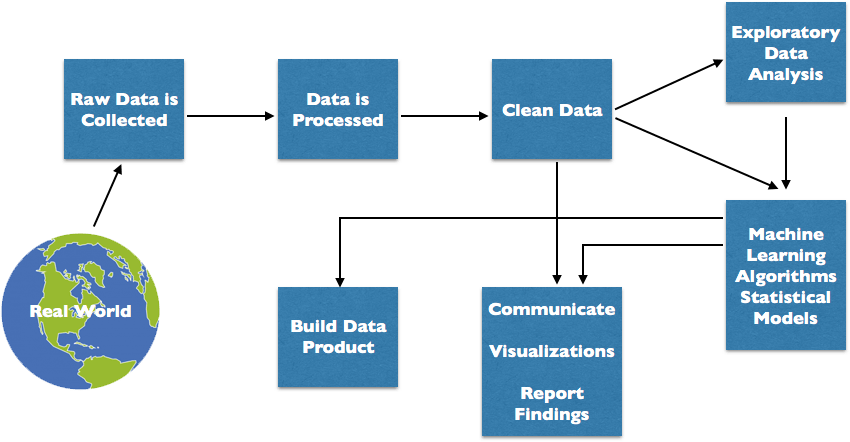 Raw Data is
Collected
Data is
Processed
Clean Data
Exploratory
Data
Analysis
Real World
Build Data
Product
Communicate
Visualizations
Report
Findings
Machine
Learning
Algorithms
Statistical
Models